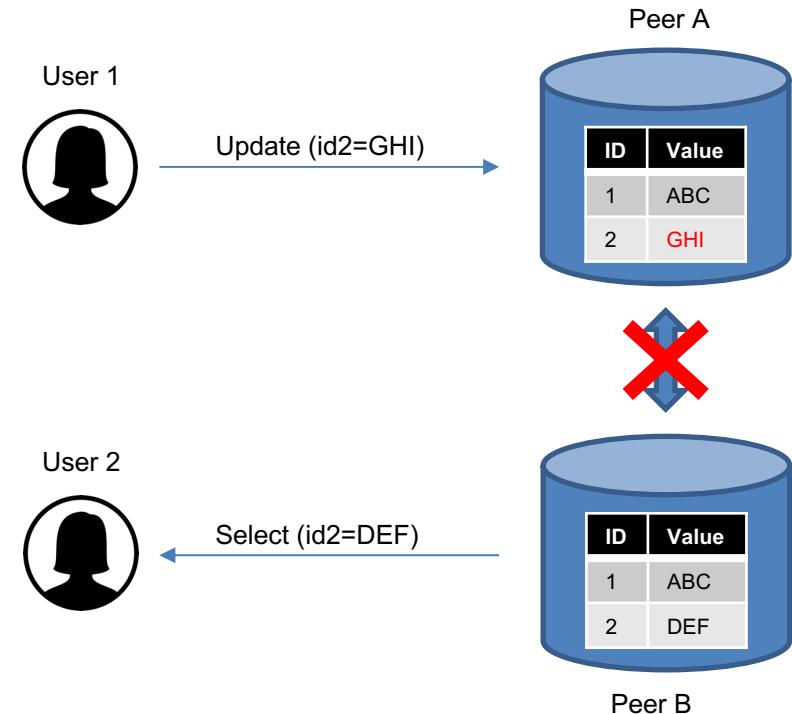 Peer A
User 1
Update (id2=GHI)
ID Value
1 ABC
2 GHI
User 2
Select (id2=DEF)
ID Value
1 ABC
2 DEF
Peer B